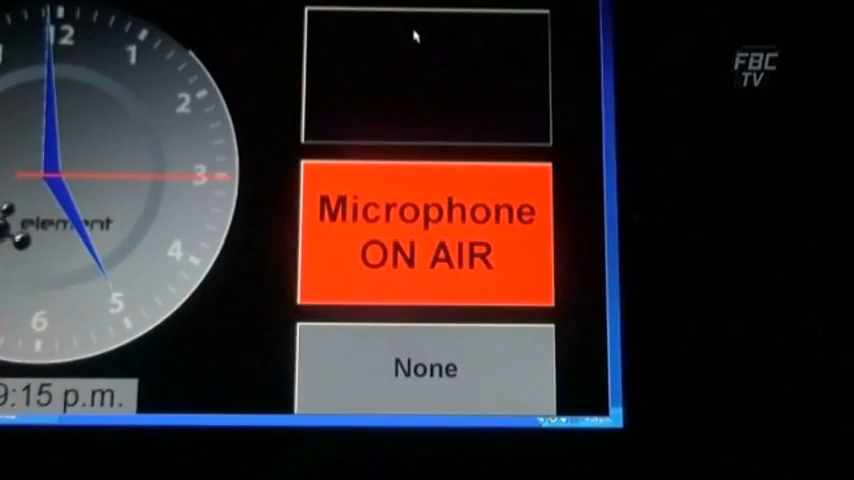 FBC
TV
12
1
2
3
4
5
6
element
Microphone
ON AIR
None
9:15 p.m.